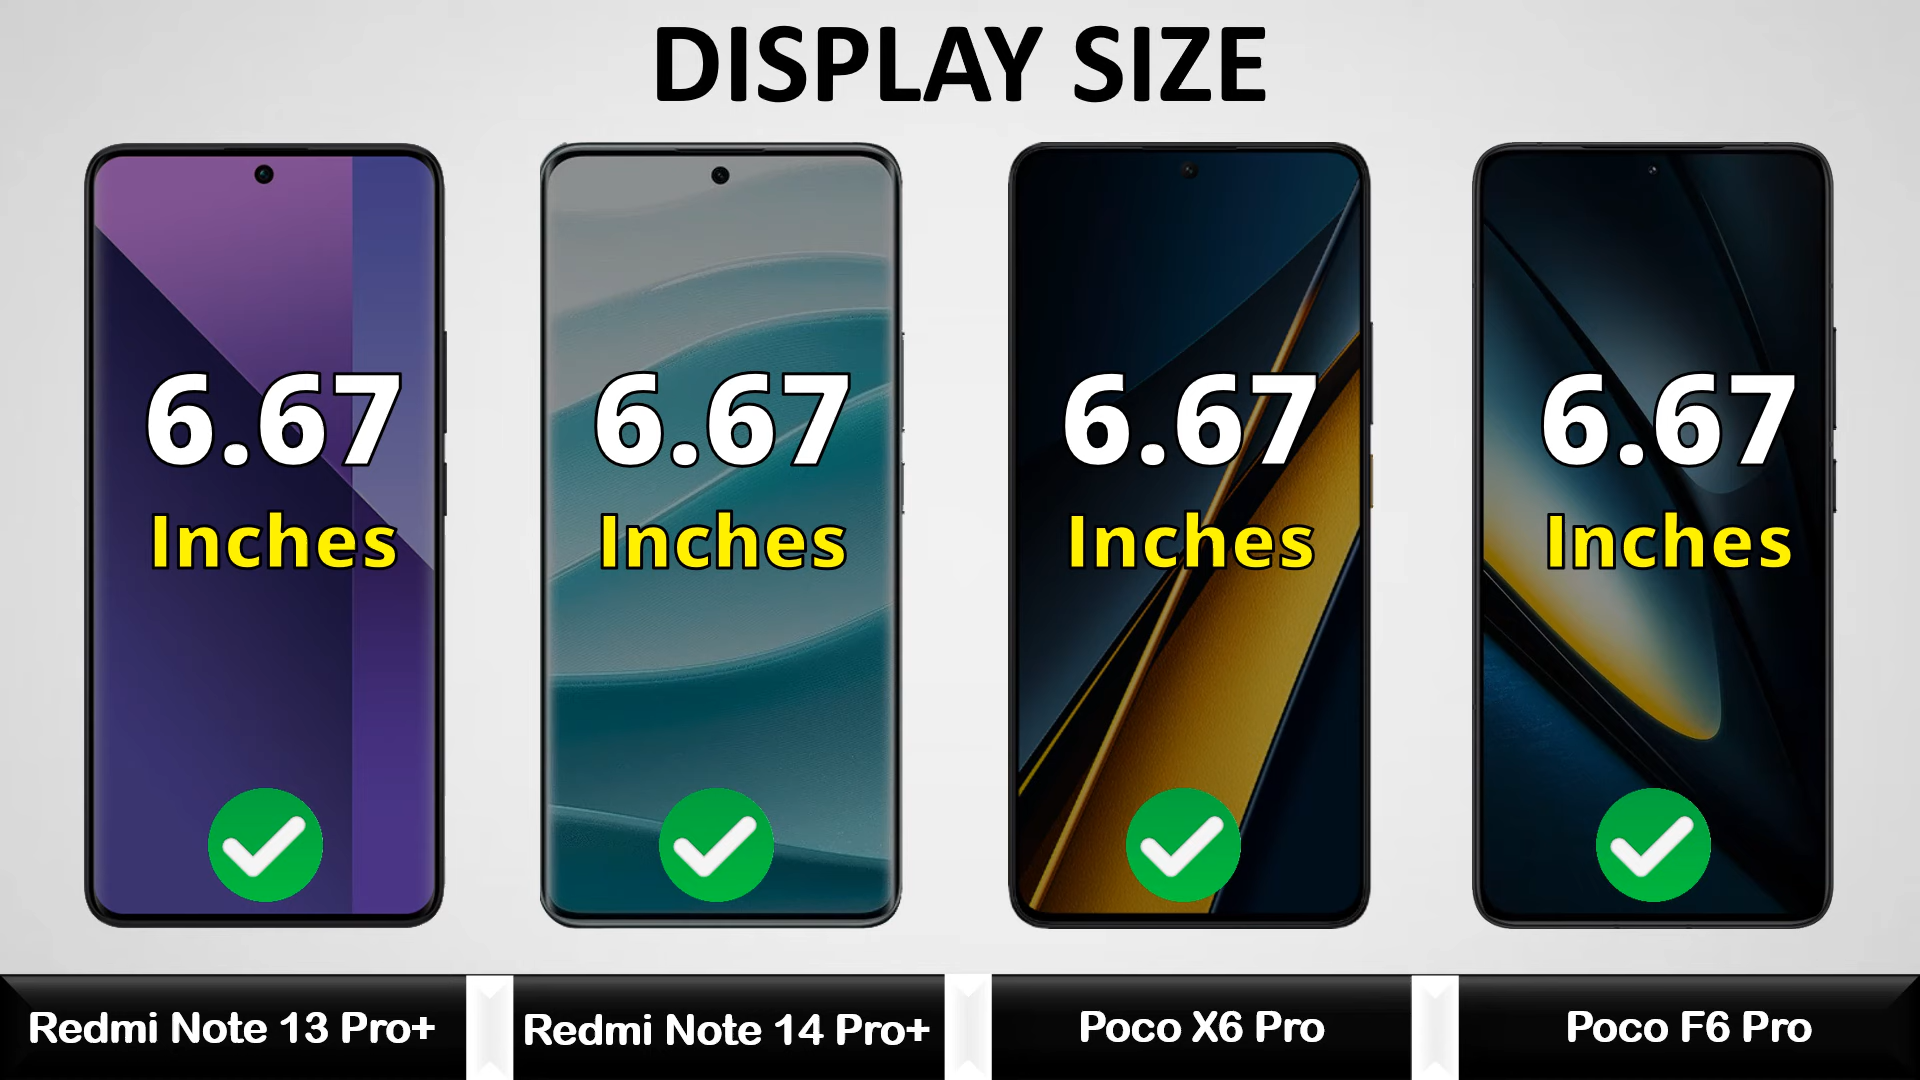 DISPLAY SIZE
6.67
Inches
6.67
Inches
6.67
Inches
6.67
Inches
Redmi Note 13 Pro+
Redmi Note 14 Pro+
Poco X6 Pro
Poco F6 Pro